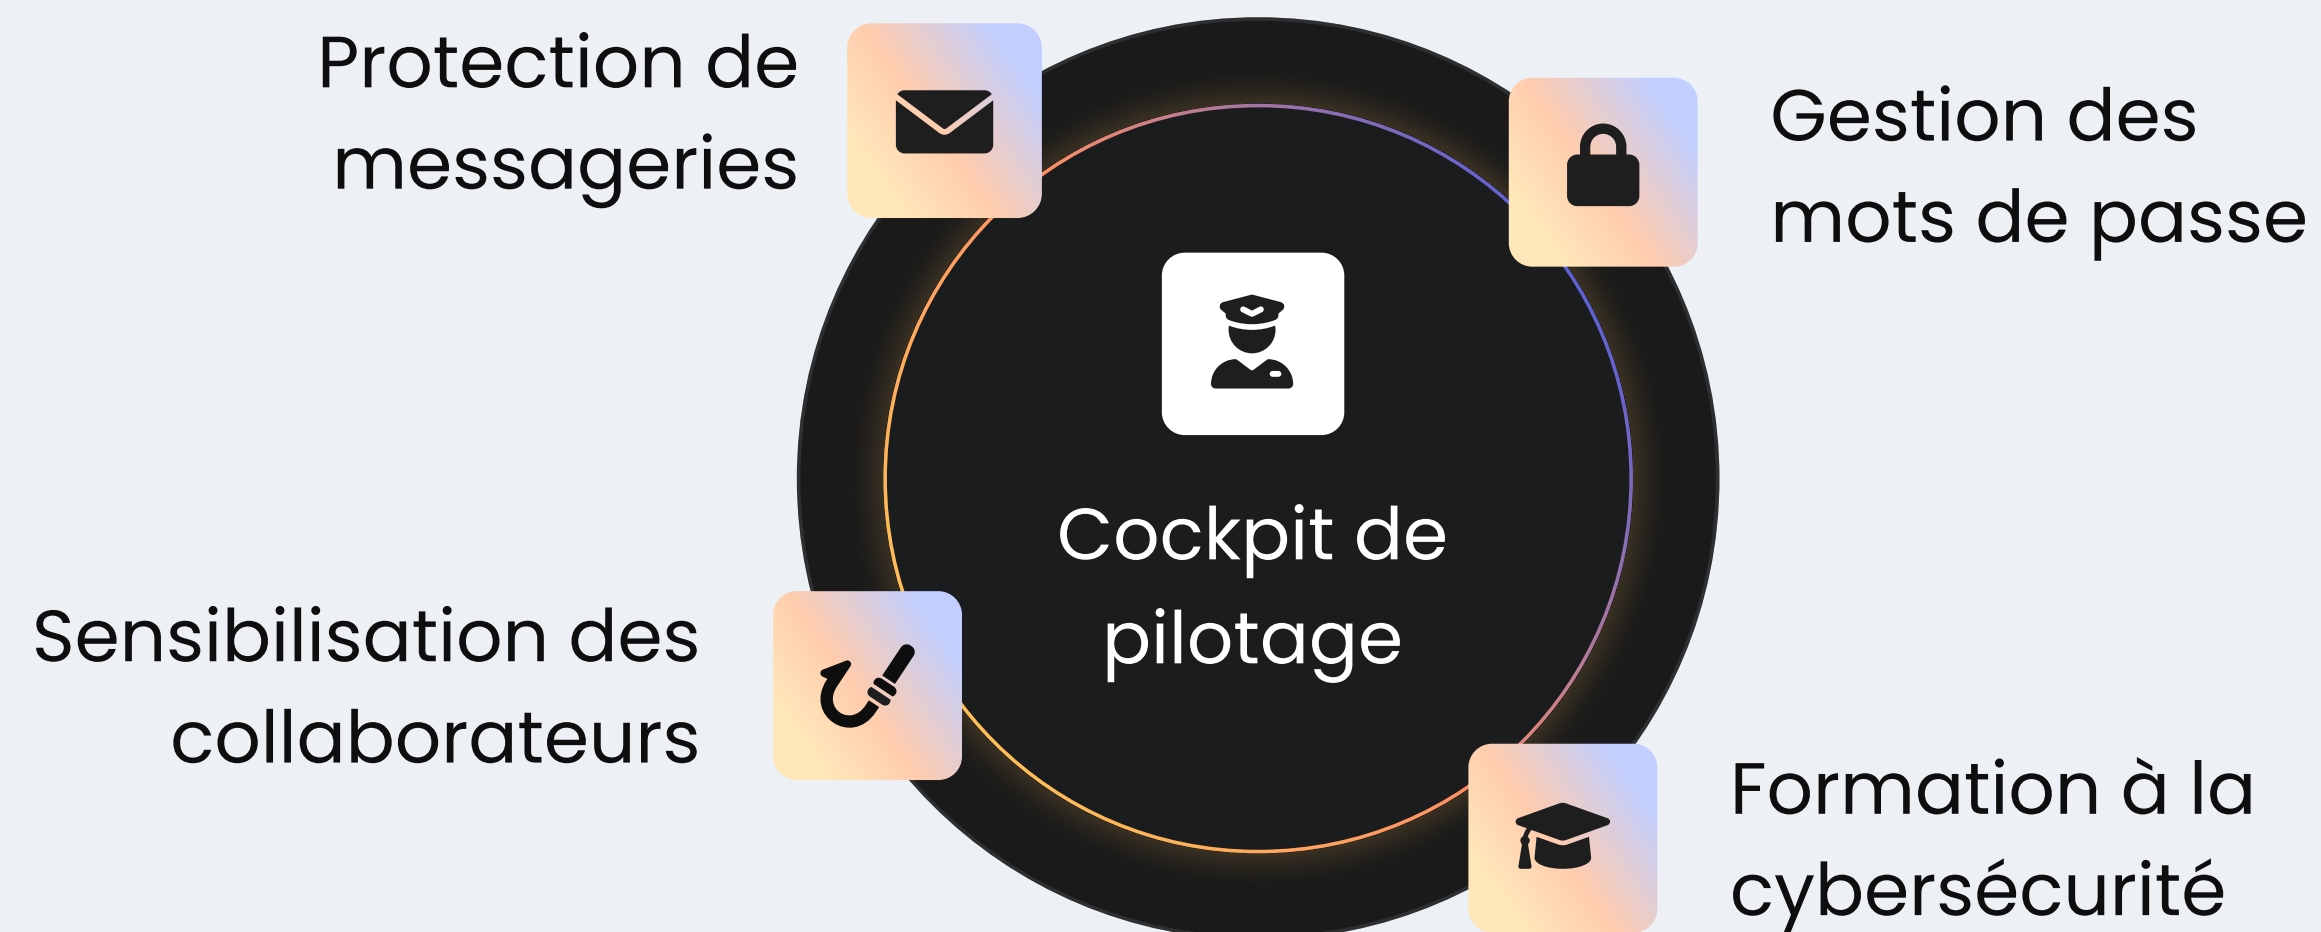 Protection de
messageries
Gestion des
mots de passe
Cockpit de
pilotage
Sensibilisation des
collaborateurs
Formation à la
cybersécurité